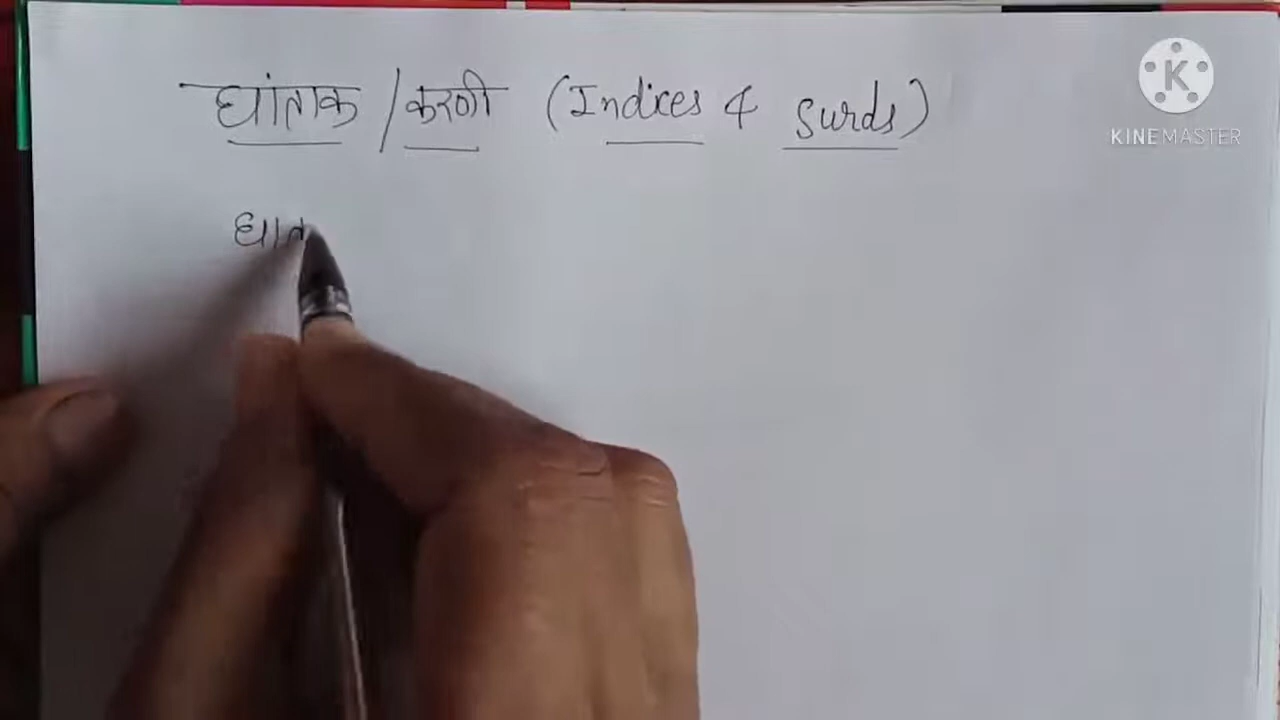 घांताक / करणी (Indices & Surds)
घात
KINEMASTER